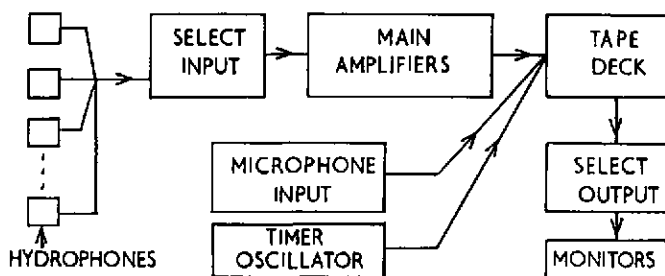 SELECT
INPUT
MAIN
AMPLIFIERS
TAPE
DECK
MICROPHONE
INPUT
SELECT
OUTPUT
TIMER
OSCILLATOR
HYDROPHONES
MONITORS